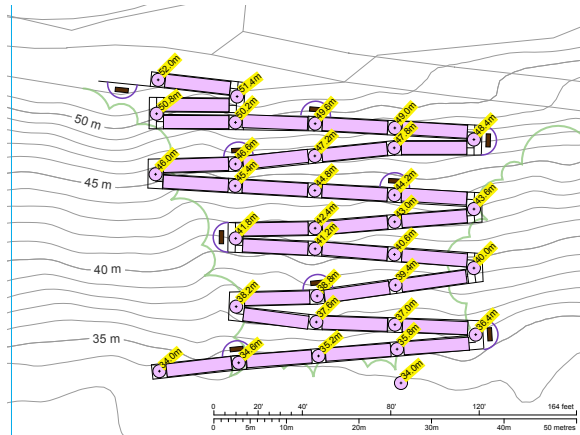 52.0m
51.4m
50.8m
50.2m
49.6m
49.0m
48.4m
50 m
47.8m
47.2m
46.6m
46.0m
45.4m
44.8m
44.2m
43.6m
45 m
43.0m
42.4m
41.8m
41.2m
40.6m
40.0m
40 m
39.4m
38.8m
38.2m
37.6m
37.0m
36.4m
35 m
35.8m
35.2m
34.6m
34.0m
34.0m
0 20' 40' 80' 120' 164 feet
0 5m 10m 20m 30m 40m 50 metres